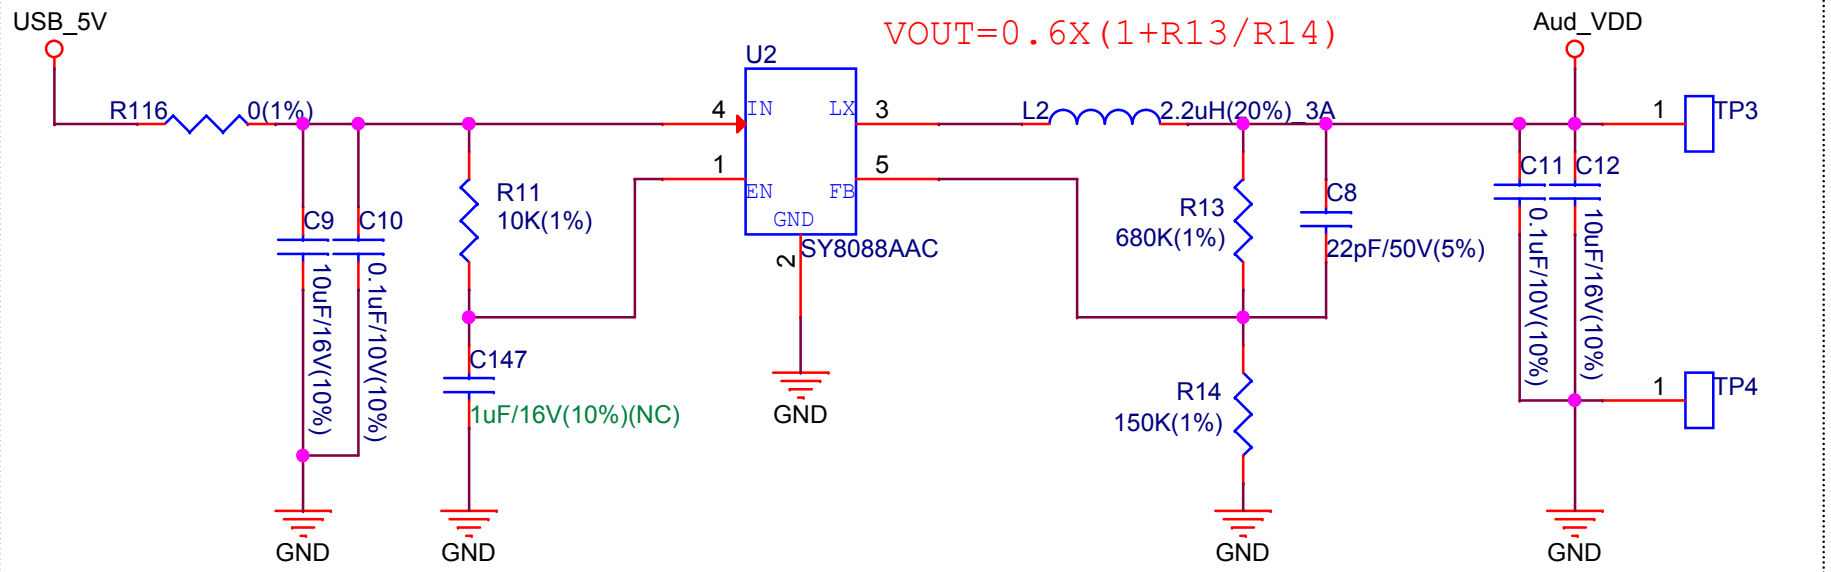 USB_5V
VOUT=0.6X(1+R13/R14)
Aud_VDD
U2
R116
0(1%)
4
IN
LX
3
L2
2.2uH(20%)_3A
1
TP3
1
EN
FB
5
GND
SY8088AAC
2
GND
R11
10K(1%)
C9
10uF/16V(10%)
C10
0.1uF/10V(10%)
R13
680K(1%)
C8
22pF/50V(5%)
C11
0.1uF/10V(10%)
C12
10uF/16V(10%)
C147
1uF/16V(10%)(NC)
R14
150K(1%)
1
TP4
GND
GND
GND
GND